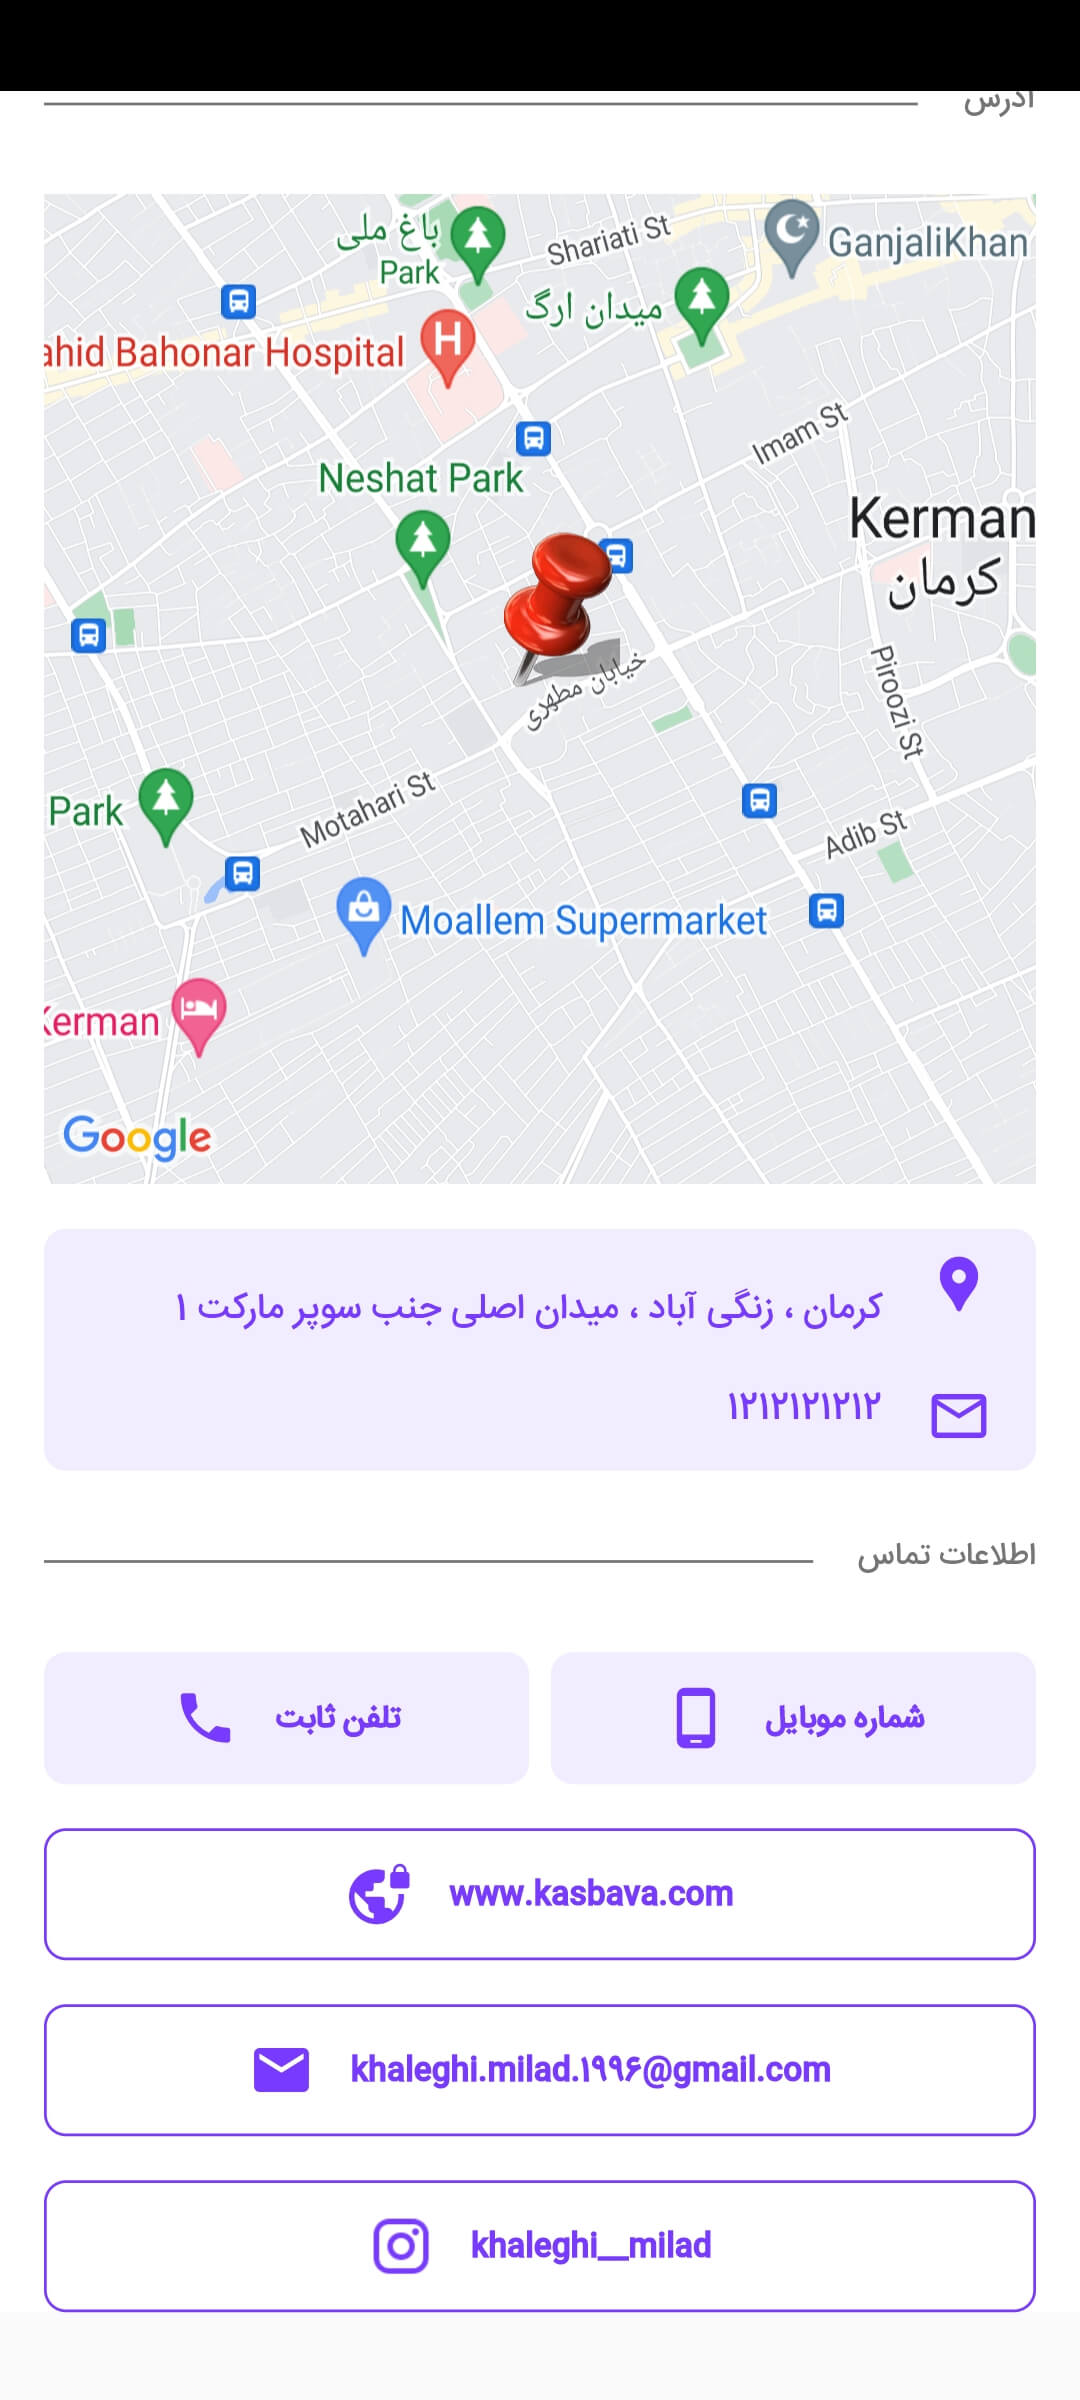 آدرس
باغ ملی
Park
Shariati St
GanjaliKhan
میدان ارگ
ahid Bahonar Hospital
Imam St
Neshat Park
Kerman
کرمان
خیابان مطهری
Piroozi St
Motahari St
Park
Adib St
Moallem Supermarket
Kerman
Google
کرمان ، زنگی آباد ، میدان اصلی جنب سوپر مارکت ۱
۱۲۱۲۱۲۱۲۱۲
اطلاعات تماس
شماره موبایل
تلفن ثابت
www.kasbava.com
khaleghi.milad.۱۹۹۶@gmail.com
khaleghi__milad